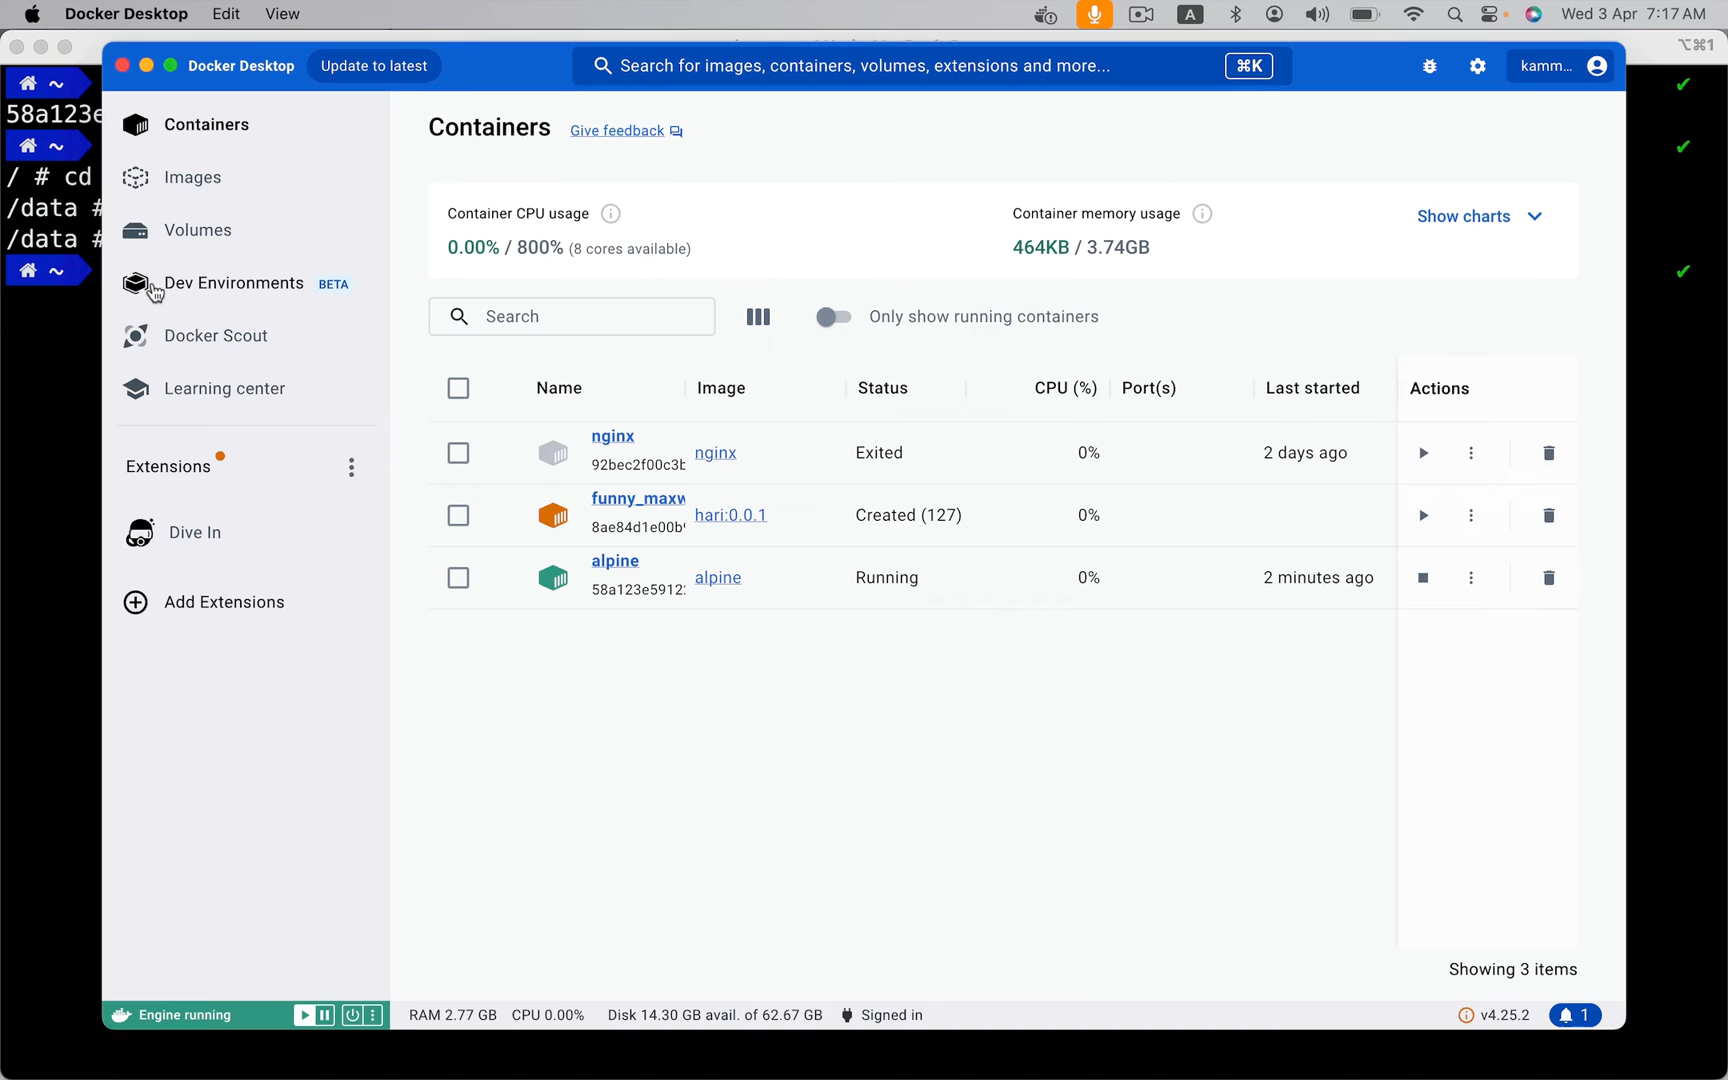 Docker Desktop Edit View A Wed 3 Apr 7:17 AM
⌥⌘1
Docker Desktop Update to latest Search for images, containers, volumes, extensions and more... ⌘K kamm...
~
58a123e
~
/ # cd
/data #
/data #
~
Containers
Images
Volumes
Dev Environments BETA
Docker Scout
Learning center
Extensions
Dive In
Add Extensions
Containers Give feedback
Container CPU usage
0.00% / 800% (8 cores available)
Container memory usage
464KB / 3.74GB
Show charts
Search
Only show running containers
Name Image Status CPU (%) Port(s) Last started Actions
nginx
92bec2f00c3b
nginx Exited 0% 2 days ago
funny_maxw
8ae84d1e00b
hari:0.0.1 Created (127) 0%
alpine
58a123e5912
alpine Running 0% 2 minutes ago
Showing 3 items
Engine running RAM 2.77 GB CPU 0.00% Disk 14.30 GB avail. of 62.67 GB Signed in v4.25.2 1